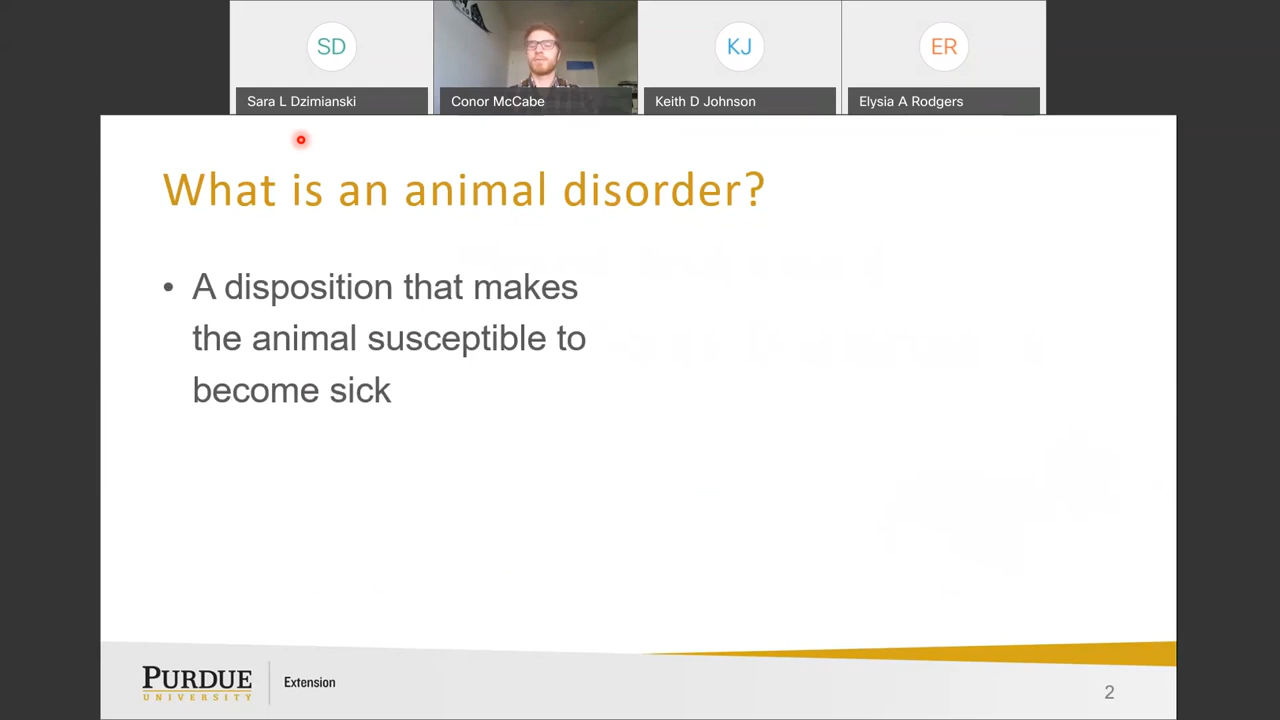 SD
KJ
ER
Sara L Dzimianski
Conor McCabe
Keith D Johnson
Elysia A Rodgers
What is an animal disorder?
• A disposition that makes
the animal susceptible to
become sick
PURDUE
UNIVERSITY
Extension
2